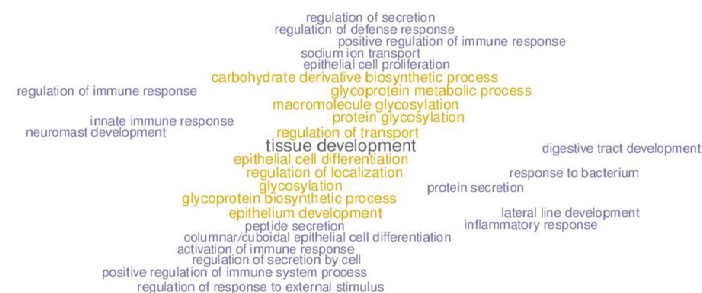 regulation of secretion
regulation of defense response
positive regulation of immune response
sodium ion transport
epithelial cell proliferation
carbohydrate derivative biosynthetic process
regulation of immune response
glycoprotein metabolic process
macromolecule glycosylation
innate immune response
protein glycosylation
neuromast development
regulation of transport
tissue development
digestive tract development
epithelial cell differentiation
regulation of localization
response to bacterium
glycosylation
protein secretion
glycoprotein biosynthetic process
epithelium development
lateral line development
peptide secretion
inflammatory response
columnar/cuboidal epithelial cell differentiation
activation of immune response
regulation of secretion by cell
positive regulation of immune system process
regulation of response to external stimulus